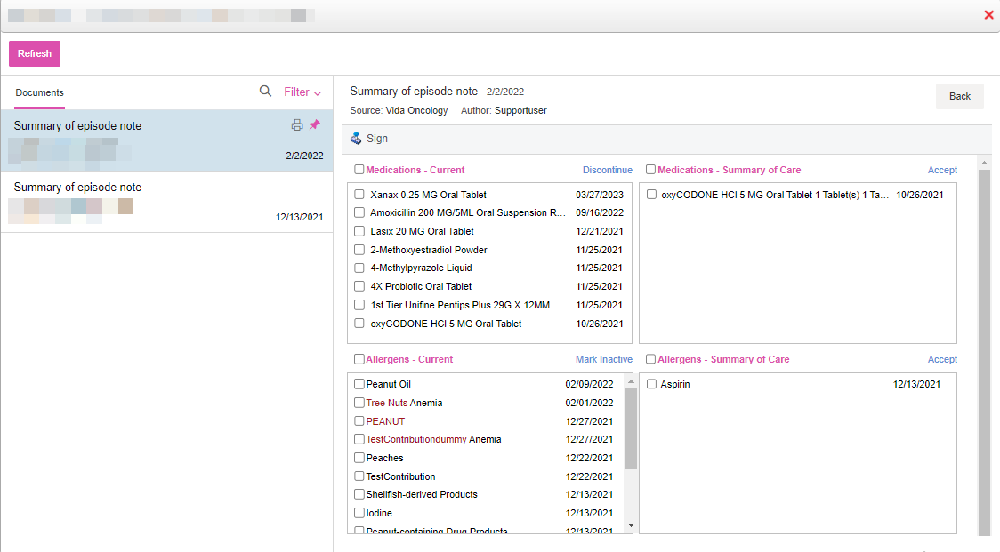 Refresh
Documents
Filter
Summary of episode note
2/2/2022
Summary of episode note
12/13/2021
Summary of episode note 2/2/2022
Back
Source: Vida Oncology Author: Supportuser
Sign
Medications - Current Discontinue
Xanax 0.25 MG Oral Tablet 03/27/2023
Amoxicillin 200 MG/5ML Oral Suspension R... 09/16/2022
Lasix 20 MG Oral Tablet 12/21/2021
2-Methoxyestradiol Powder 11/25/2021
4-Methylpyrazole Liquid 11/25/2021
4X Probiotic Oral Tablet 11/25/2021
1st Tier Unifine Pentips Plus 29G X 12MM ... 11/25/2021
oxyCODONE HCl 5 MG Oral Tablet 10/26/2021
Medications - Summary of Care Accept
oxyCODONE HCl 5 MG Oral Tablet 1 Tablet(s) 1 Ta... 10/26/2021
Allergens - Current Mark Inactive
Peanut Oil 02/09/2022
Tree Nuts Anemia 02/01/2022
PEANUT 12/27/2021
TestContributiondummy Anemia 12/27/2021
Peaches 12/22/2021
TestContribution 12/22/2021
Shellfish-derived Products 12/13/2021
Iodine 12/13/2021
Peanut-containing Drug Products 12/13/2021
Allergens - Summary of Care Accept
Aspirin 12/13/2021